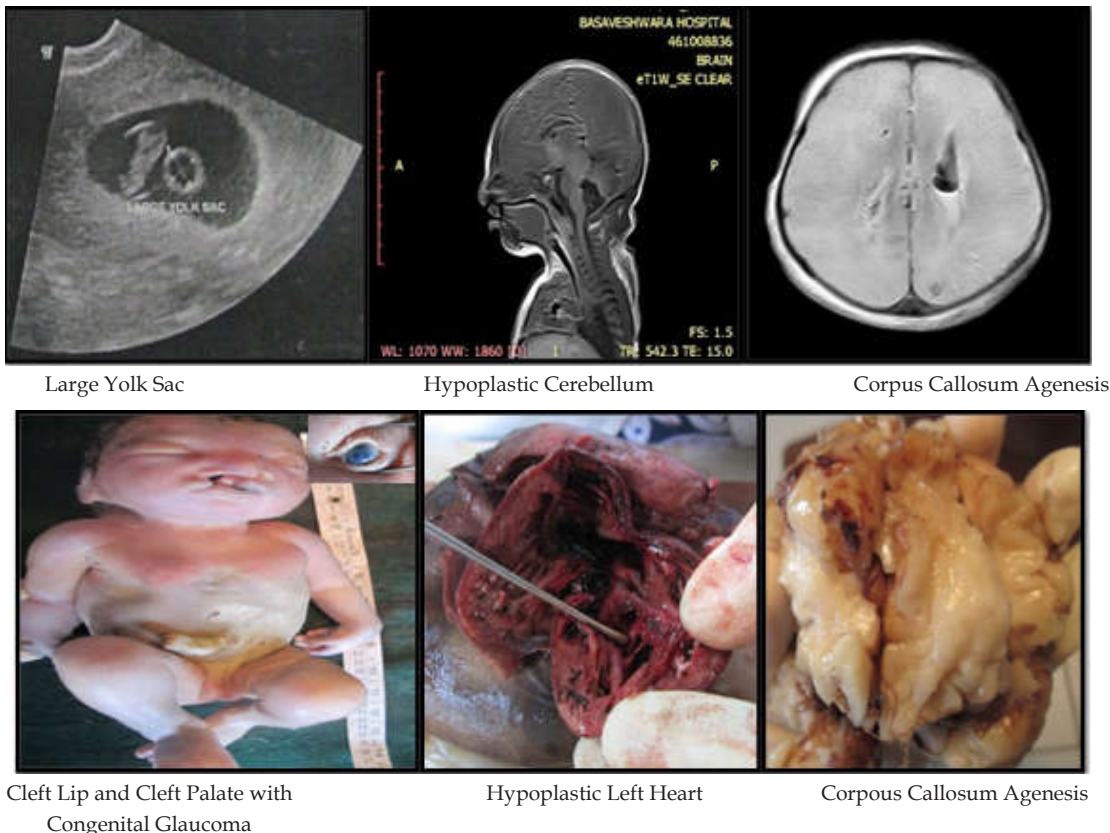 LARGE YOLK SAC
BASAVESHWARA HOSPITAL
461008836
BRAIN
eT1W_SE CLEAR
A
P
FS: 1.5
WL: 1070 WW: 1860 [D]
TR: 542.3 TE: 15.0
Large Yolk Sac
Hypoplastic Cerebellum
Corpus Callosum Agenesis
Cleft Lip and Cleft Palate with
Congenital Glaucoma
Hypoplastic Left Heart
Corpous Callosum Agenesis